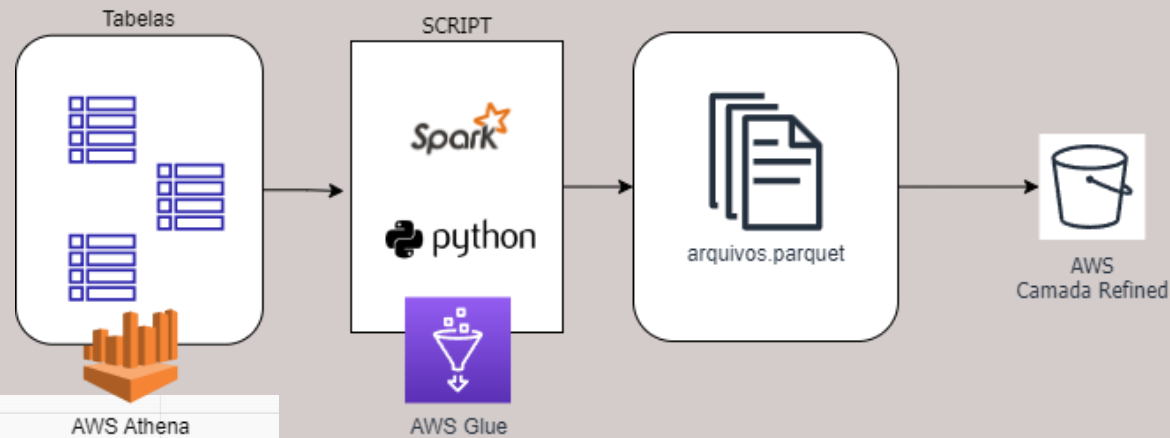 Tabelas
SCRIPT
Spark
python
arquivos.parquet
AWS
Camada Refined
AWS Athena
AWS Glue